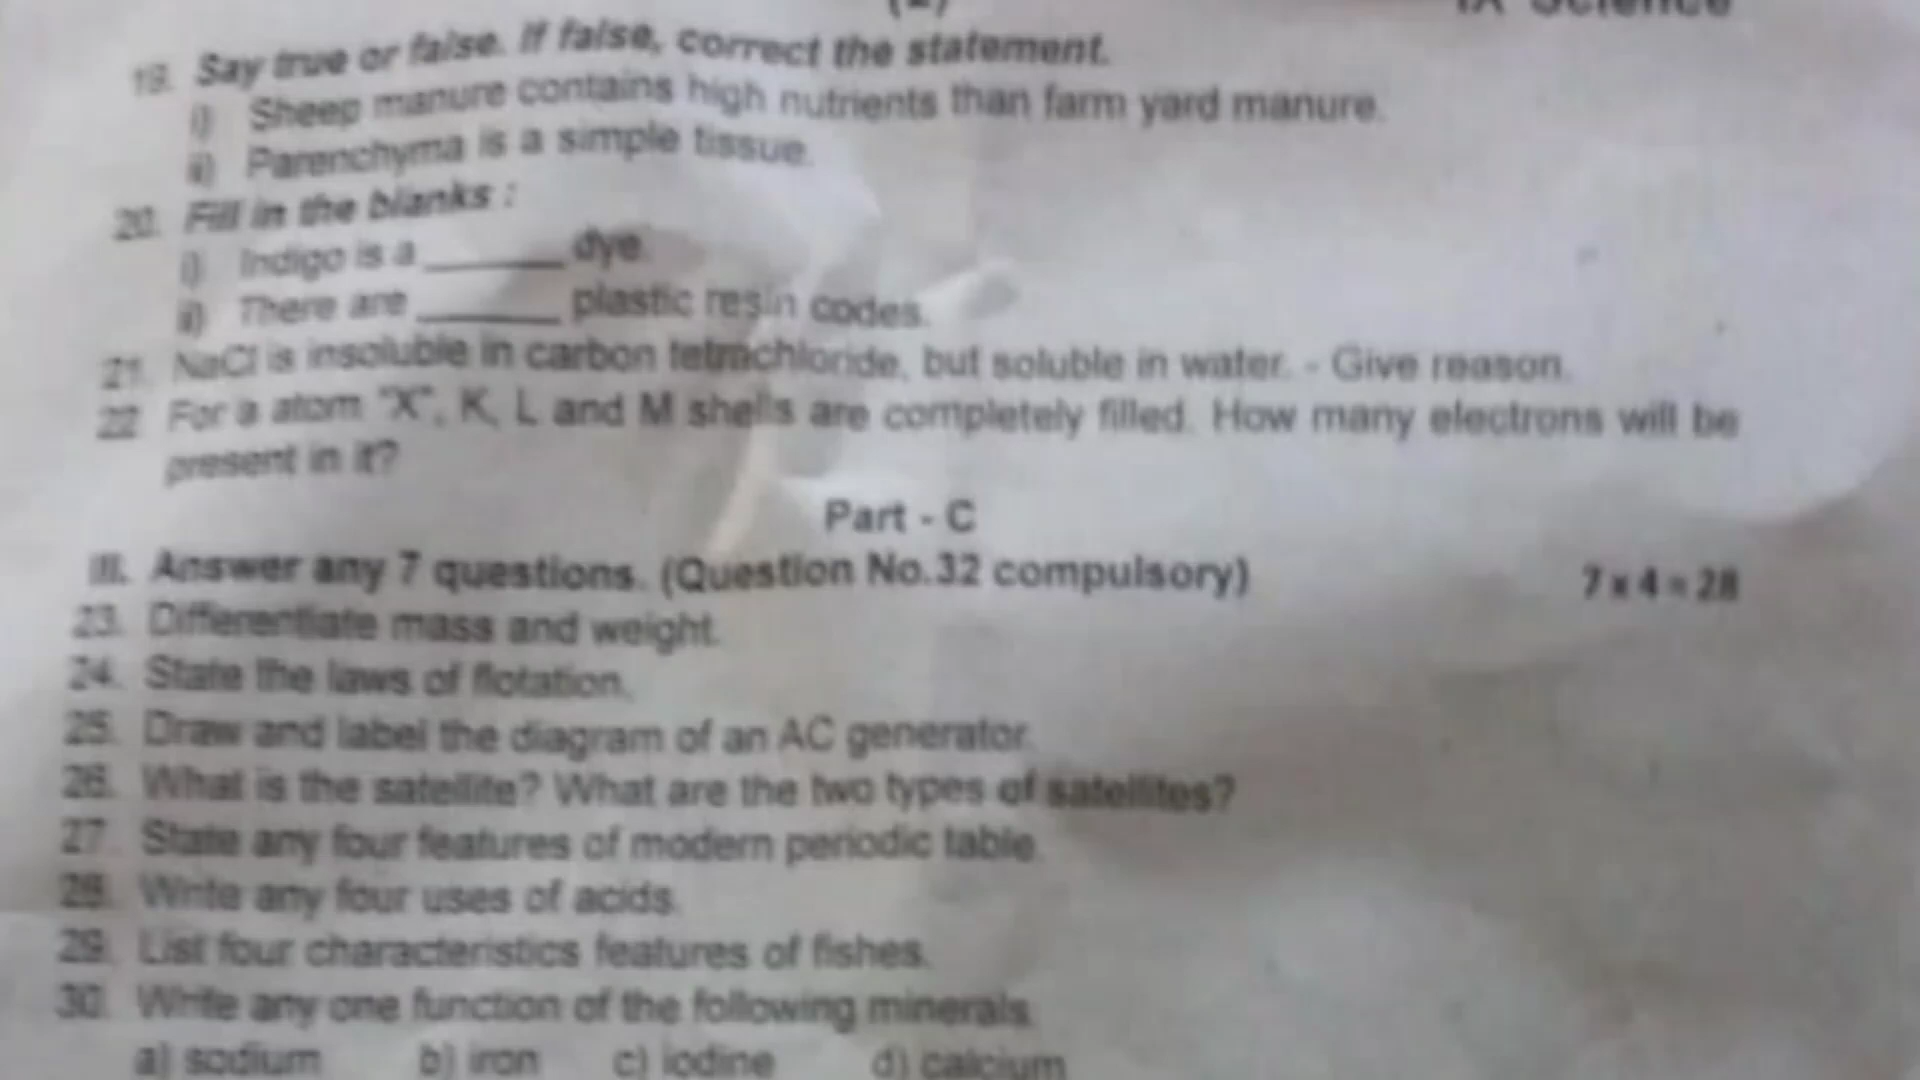 (2)
IX Science
19. Say true or false. If false, correct the statement.
i) Sheep manure contains high nutrients than farm yard manure.
ii) Parenchyma is a simple tissue.
20. Fill in the blanks :
i) Indigo is a ______ dye.
ii) There are ______ plastic resin codes.
21. NaCl is insoluble in carbon tetrachloride, but soluble in water. - Give reason.
22. For a atom "X", K, L and M shells are completely filled. How many electrons will be
present in it?
Part - C
III. Answer any 7 questions. (Question No.32 compulsory) 7 x 4 = 28
23. Differentiate mass and weight.
24. State the laws of flotation.
25. Draw and label the diagram of an AC generator.
26. What is the satellite? What are the two types of satellites?
27. State any four features of modern periodic table.
28. Write any four uses of acids.
29. List four characteristics features of fishes.
30. Write any one function of the following minerals.
a) sodium b) iron c) iodine d) calcium